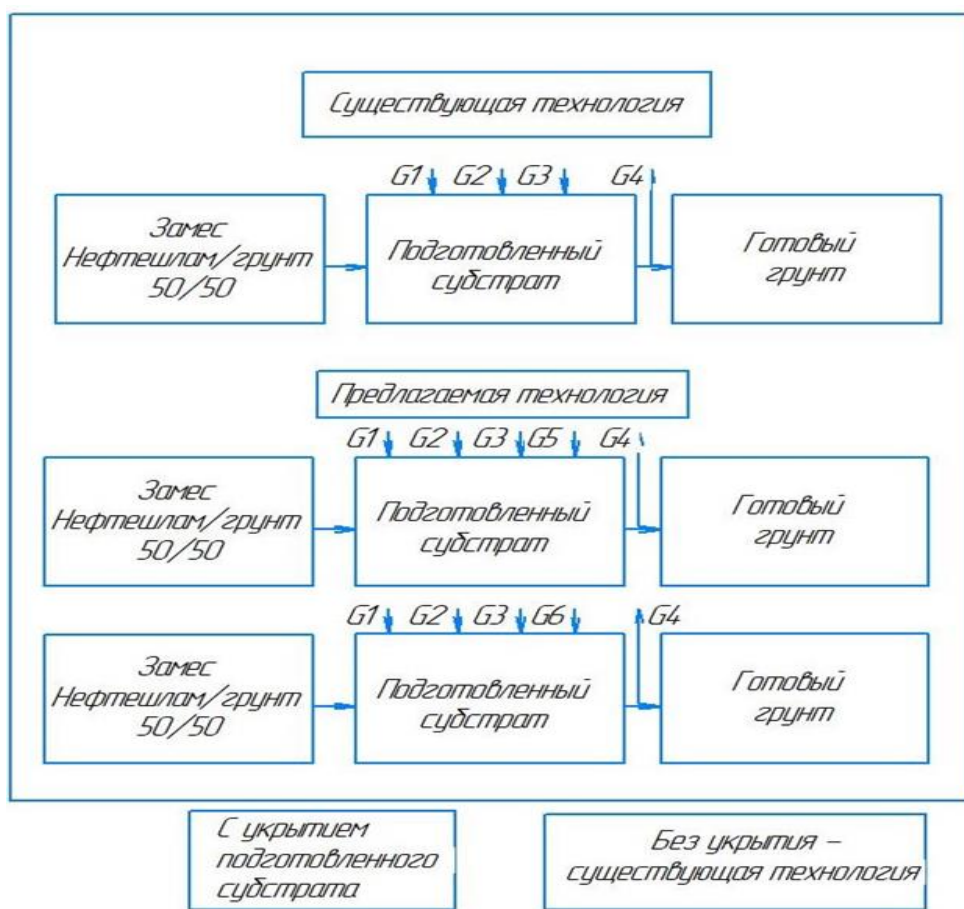 Существующая технология
G1 G2 G3 G4
Замес
Нефтешлам/грунт
50/50
Подготовленный
субстрат
Готовый
грунт
Предлагаемая технология
G1 G2 G3 G5 G4
Замес
Нефтешлам/грунт
50/50
Подготовленный
субстрат
Готовый
грунт
G1 G2 G3 G6 G4
Замес
Нефтешлам/грунт
50/50
Подготовленный
субстрат
Готовый
грунт
С укрытием
подготовленного
субстрата
Без укрытия –
существующая технология